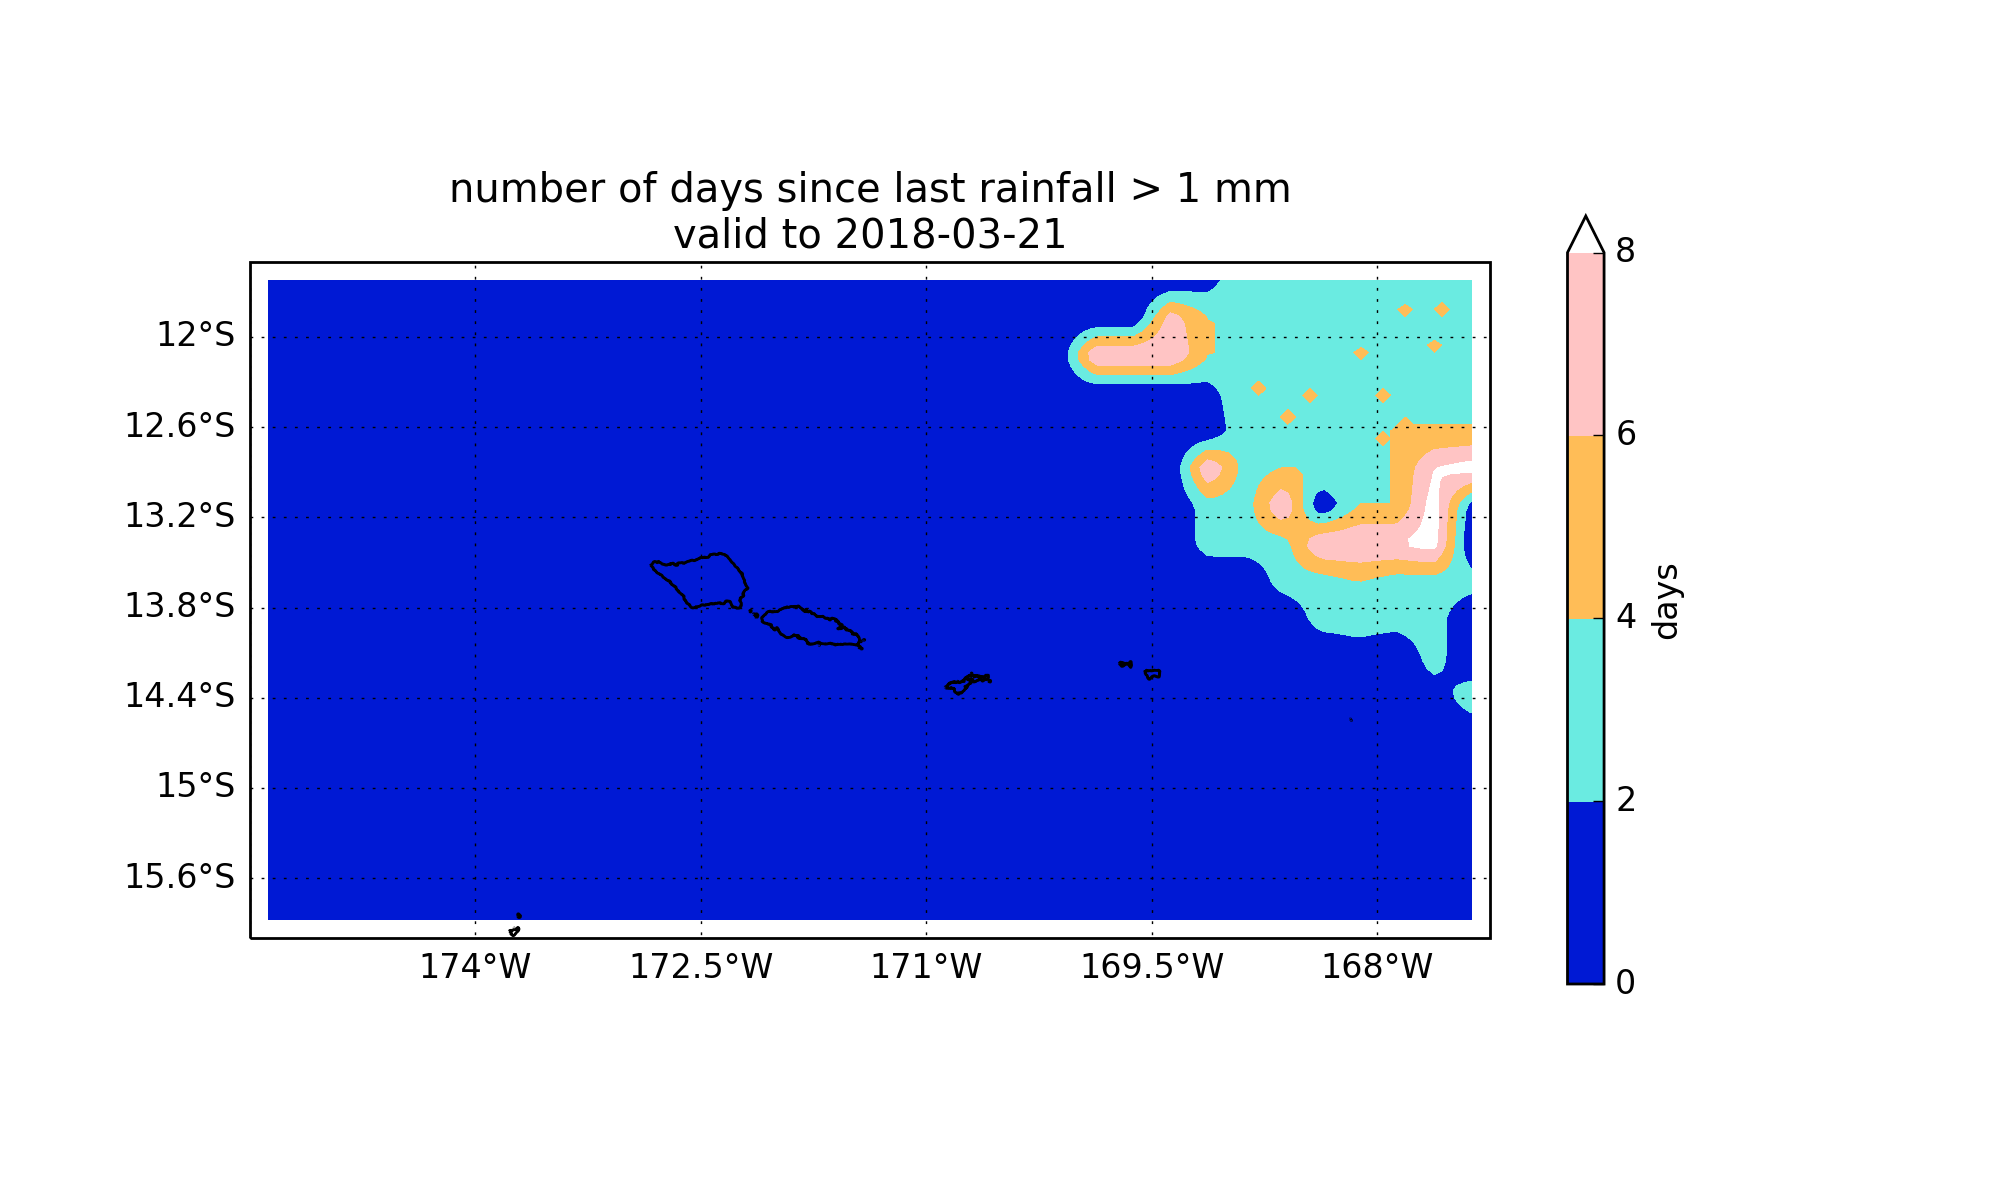 number of days since last rainfall > 1 mm
valid to 2018-03-21
12°S
12.6°S
13.2°S
13.8°S
14.4°S
15°S
15.6°S
174°W
172.5°W
171°W
169.5°W
168°W
8
6
4
2
0
days